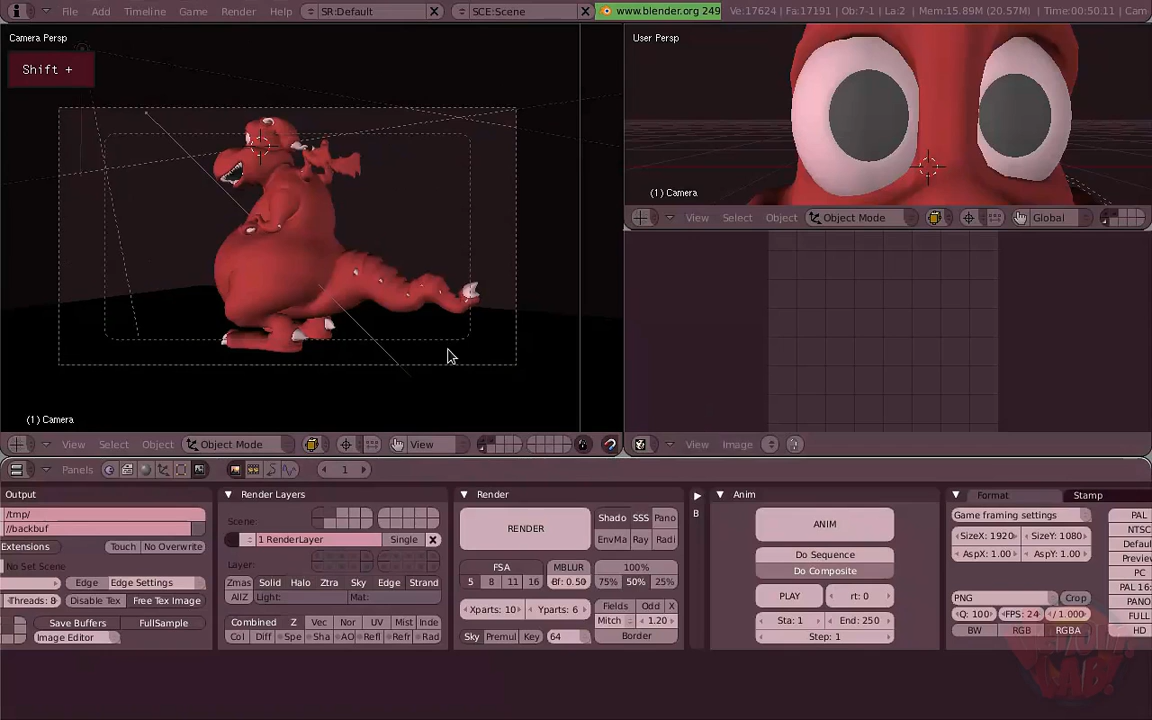 File Add Timeline Game Render Help SR:Default SCE:Scene www.blender.org 249 Ve:17624 | Fa:17191 | Ob:7-1 | La:2 | Mem:15.89M (20.57M) | Time:00:50.11 | Cam
Camera Persp
User Persp
Shift +
(1) Camera
View Select Object Object Mode Global
(1) Camera
View Select Object Object Mode View
View Image
Panels 1
Output Render Layers Render Anim Format Stamp
/tmp/
//backbuf
Extensions Touch No Overwrite
No Set Scene
Edge Edge Settings
Threads: 8 Disable Tex Free Tex Image
Save Buffers FullSample
Image Editor
Scene:
1 RenderLayer Single
Layer:
Zmas Solid Halo Ztra Sky Edge Strand
AllZ Light: Mat:
Combined Z Vec Nor UV Mist Inde
Col Diff Spe Sha AO Refl Refr Rad
RENDER
Shado SSS Pano
EnvMa Ray Radi
OSA MBLUR 100%
5 8 11 16 Bf: 0.50 75% 50% 25%
Xparts: 10 Yparts: 6 Fields Odd X
Mitch 1.20
Sky Premul Key 64 Border
B
ANIM
Do Sequence
Do Composite
PLAY rt: 0
Sta: 1 End: 250
Step: 1
Game framing settings
SizeX: 1920 SizeY: 1080
AspX: 1.00 AspY: 1.00
PNG Crop
Q: 100 FPS: 24 /1.000
BW RGB RGBA
PAL
NTSC
Default
Preview
PC
PAL 16:
PANO
FULL
HD